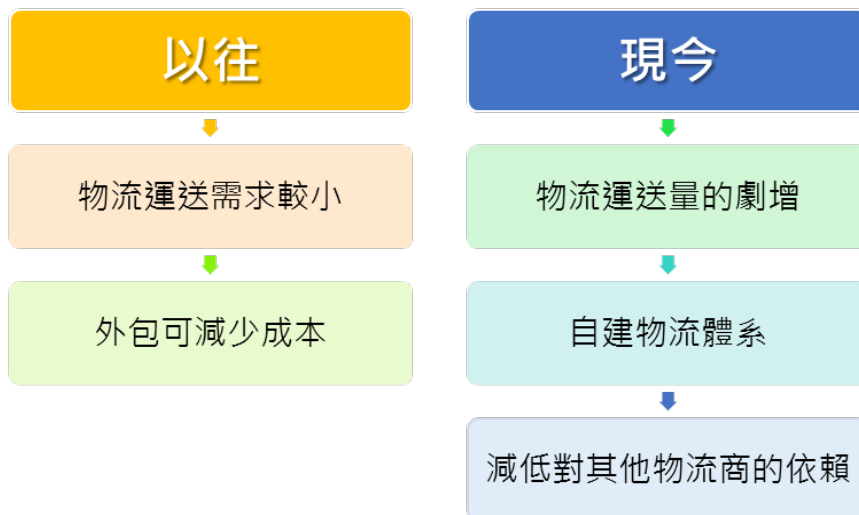 以往
物流運送需求較小
外包可減少成本
現今
物流運送量的劇增
自建物流體系
減低對其他物流商的依賴